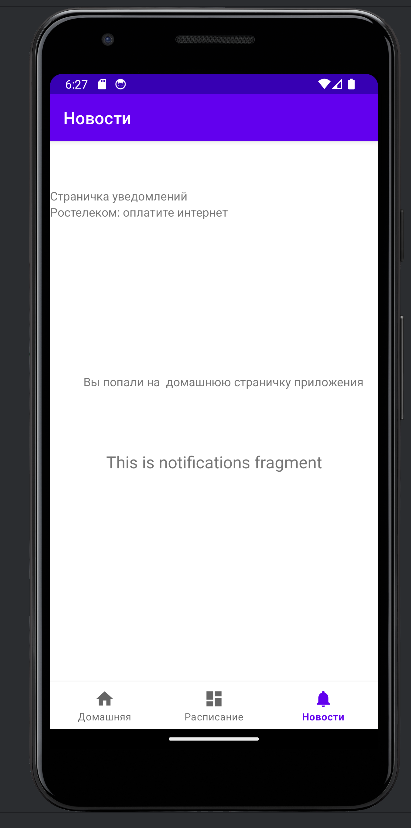 6:27
Новости
Страничка уведомлений
Ростелеком: оплатите интернет
Вы попали на  домашнюю страничку приложения
This is notifications fragment
Домашняя
Расписание
Новости